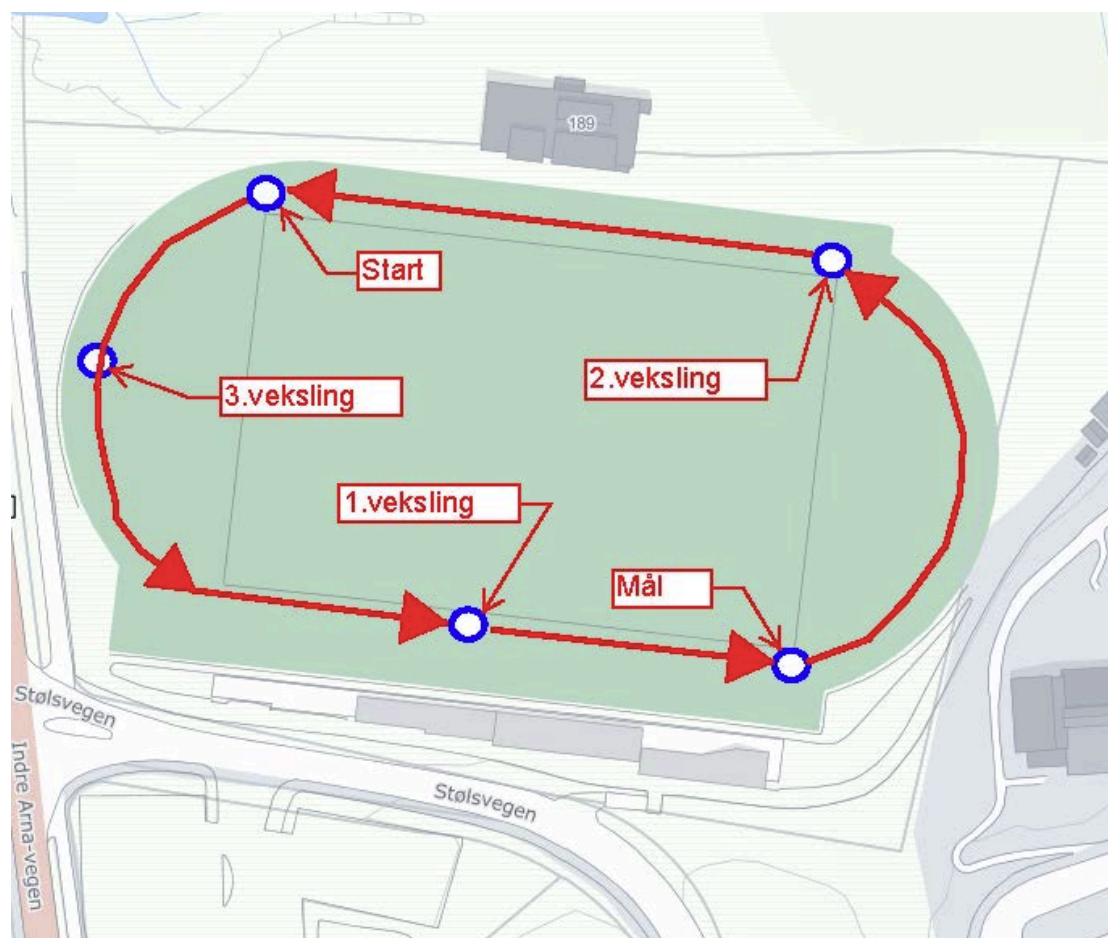 189
Start
2.veksling
3.veksling
1.veksling
Mål
Stølsvegen
Indre Arna-vegen
Stølsvegen